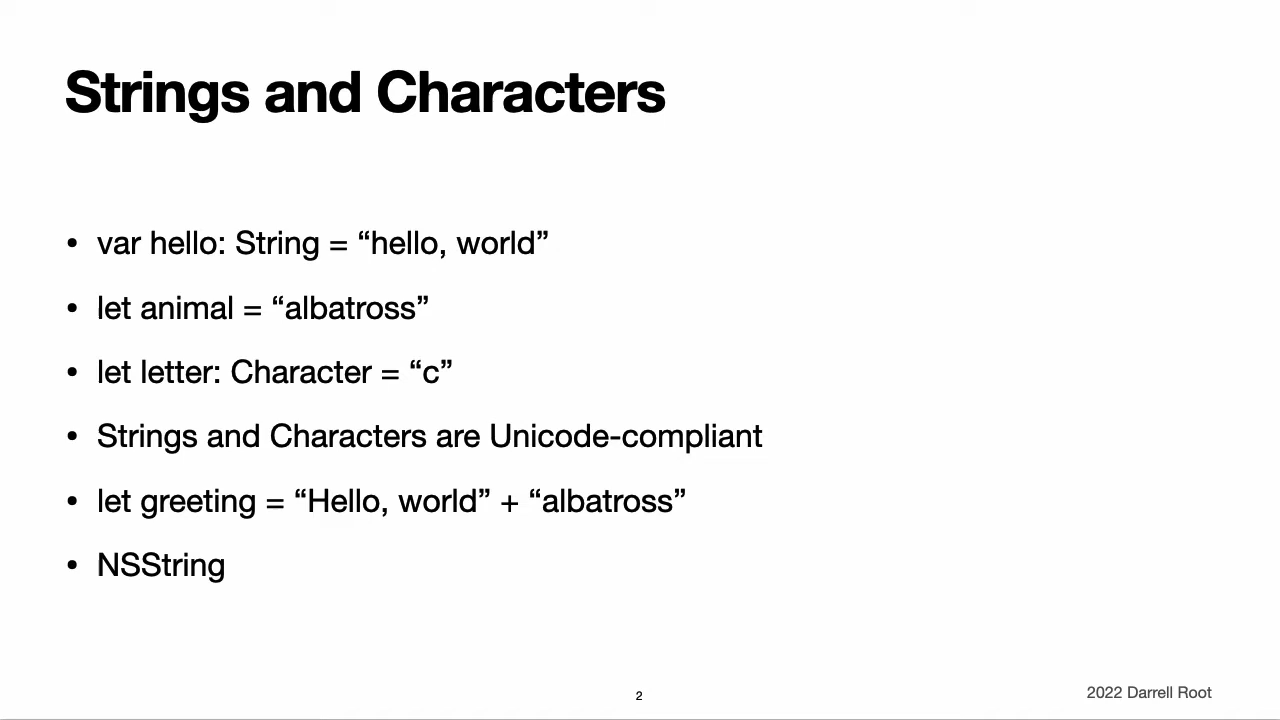 Strings and Characters
• var hello: String = “hello, world”
• let animal = “albatross”
• let letter: Character = “c”
• Strings and Characters are Unicode-compliant
• let greeting = “Hello, world” + “albatross”
• NSString
2
2022 Darrell Root